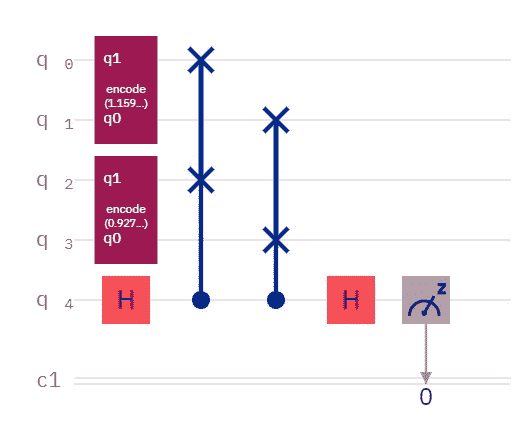 q 0
q1
encode
(1.159...)
q 1
q0
q 2
q1
encode
(0.927...)
q 3
q0
q 4
H
H
z
c1
0